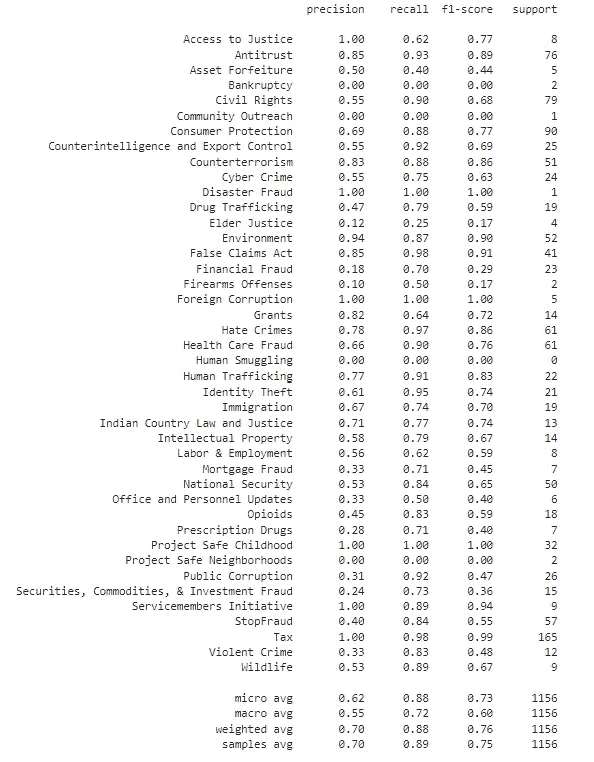 precision recall f1-score support
Access to Justice 1.00 0.62 0.77 8
Antitrust 0.85 0.93 0.89 76
Asset Forfeiture 0.50 0.40 0.44 5
Bankruptcy 0.00 0.00 0.00 2
Civil Rights 0.55 0.90 0.68 79
Community Outreach 0.00 0.00 0.00 1
Consumer Protection 0.69 0.88 0.77 90
Counterintelligence and Export Control 0.55 0.92 0.69 25
Counterterrorism 0.83 0.88 0.86 51
Cyber Crime 0.55 0.75 0.63 24
Disaster Fraud 1.00 1.00 1.00 1
Drug Trafficking 0.47 0.79 0.59 19
Elder Justice 0.12 0.25 0.17 4
Environment 0.94 0.87 0.90 52
False Claims Act 0.85 0.98 0.91 41
Financial Fraud 0.18 0.70 0.29 23
Firearms Offenses 0.10 0.50 0.17 2
Foreign Corruption 1.00 1.00 1.00 5
Grants 0.82 0.64 0.72 14
Hate Crimes 0.78 0.97 0.86 61
Health Care Fraud 0.66 0.90 0.76 61
Human Smuggling 0.00 0.00 0.00 0
Human Trafficking 0.77 0.91 0.83 22
Identity Theft 0.61 0.95 0.74 21
Immigration 0.67 0.74 0.70 19
Indian Country Law and Justice 0.71 0.77 0.74 13
Intellectual Property 0.58 0.79 0.67 14
Labor & Employment 0.56 0.62 0.59 8
Mortgage Fraud 0.33 0.71 0.45 7
National Security 0.53 0.84 0.65 50
Office and Personnel Updates 0.33 0.50 0.40 6
Opioids 0.45 0.83 0.59 18
Prescription Drugs 0.28 0.71 0.40 7
Project Safe Childhood 1.00 1.00 1.00 32
Project Safe Neighborhoods 0.00 0.00 0.00 2
Public Corruption 0.31 0.92 0.47 26
Securities, Commodities, & Investment Fraud 0.24 0.73 0.36 15
Servicemembers Initiative 1.00 0.89 0.94 9
StopFraud 0.40 0.84 0.55 57
Tax 1.00 0.98 0.99 165
Violent Crime 0.33 0.83 0.48 12
Wildlife 0.53 0.89 0.67 9
micro avg 0.62 0.88 0.73 1156
macro avg 0.55 0.72 0.60 1156
weighted avg 0.70 0.88 0.76 1156
samples avg 0.70 0.89 0.75 1156